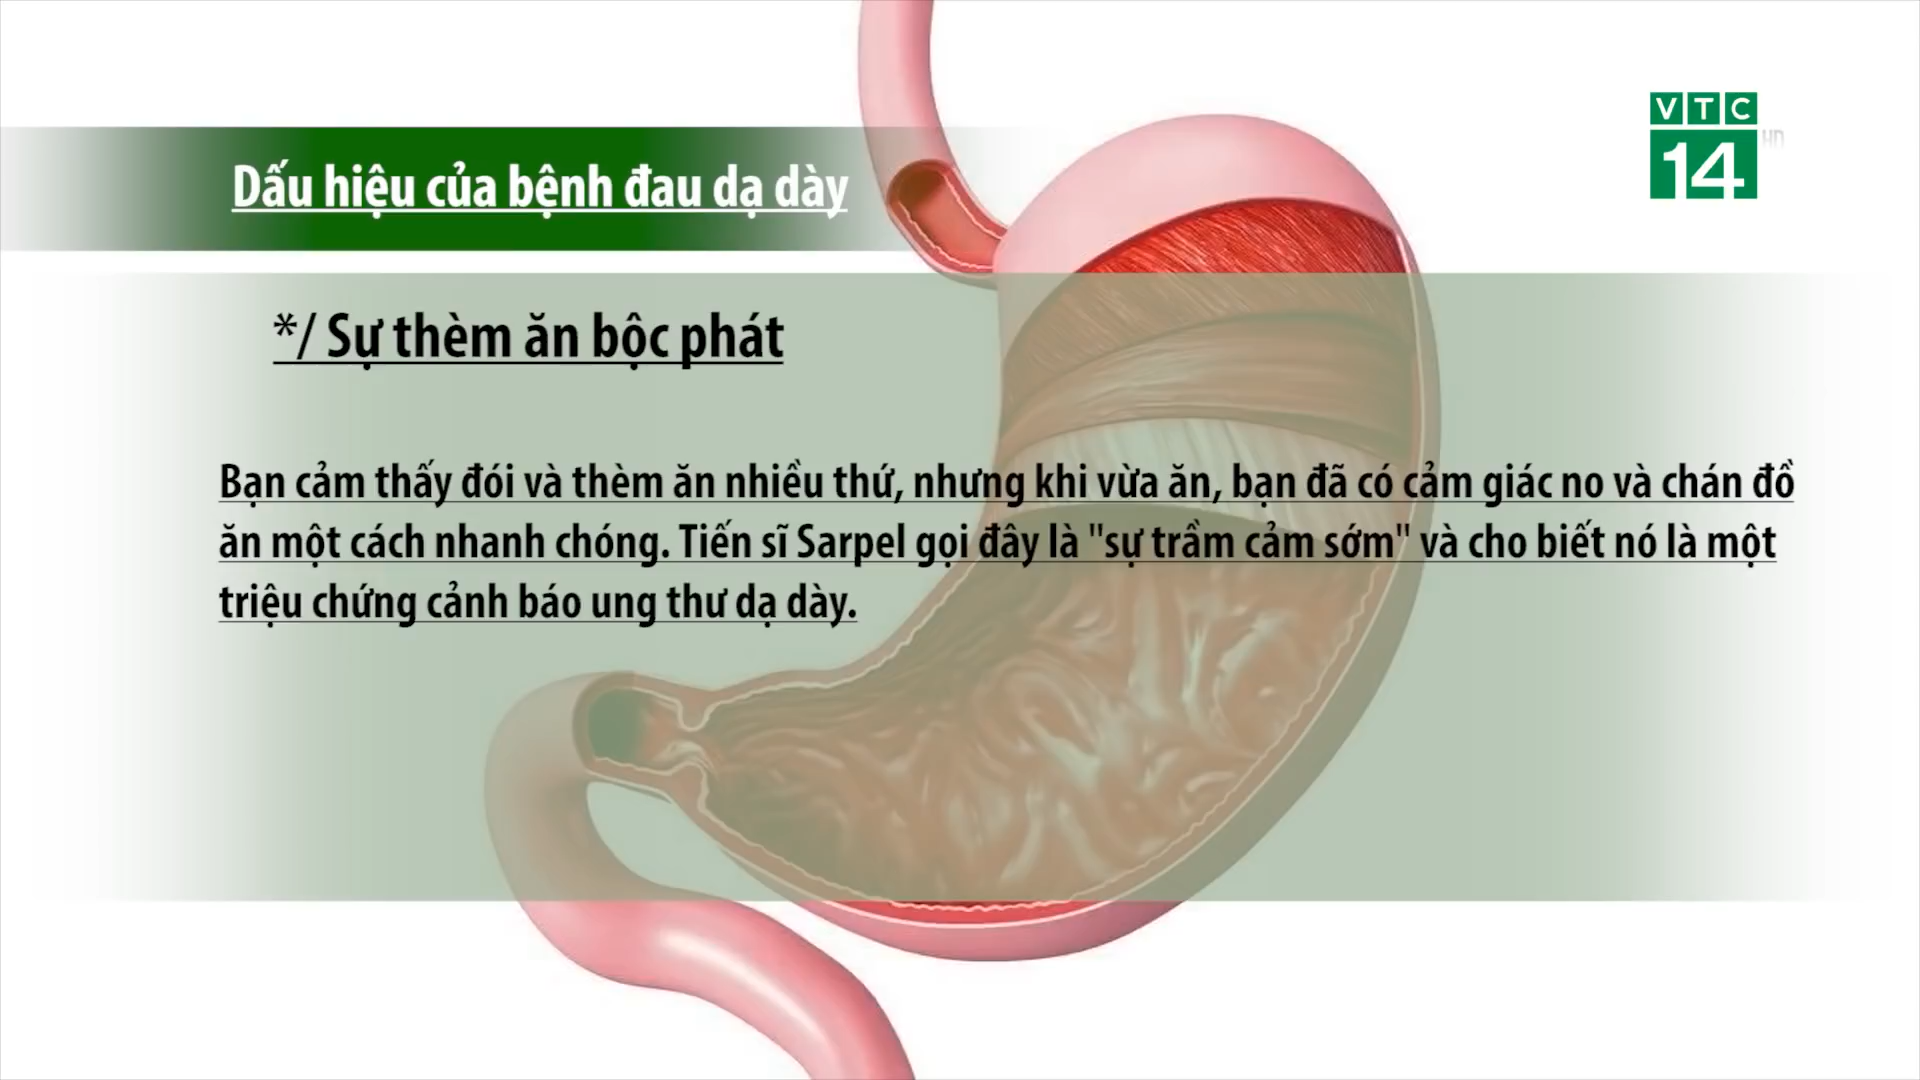 VTC
14
Dấu hiệu của bệnh đau dạ dày
*/ Sự thèm ăn bộc phát
Bạn cảm thấy đói và thèm ăn nhiều thứ, nhưng khi vừa ăn, bạn đã có cảm giác no và chán đồ
ăn một cách nhanh chóng. Tiến sĩ Sarpel gọi đây là "sự trầm cảm sớm" và cho biết nó là một
triệu chứng cảnh báo ung thư dạ dày.